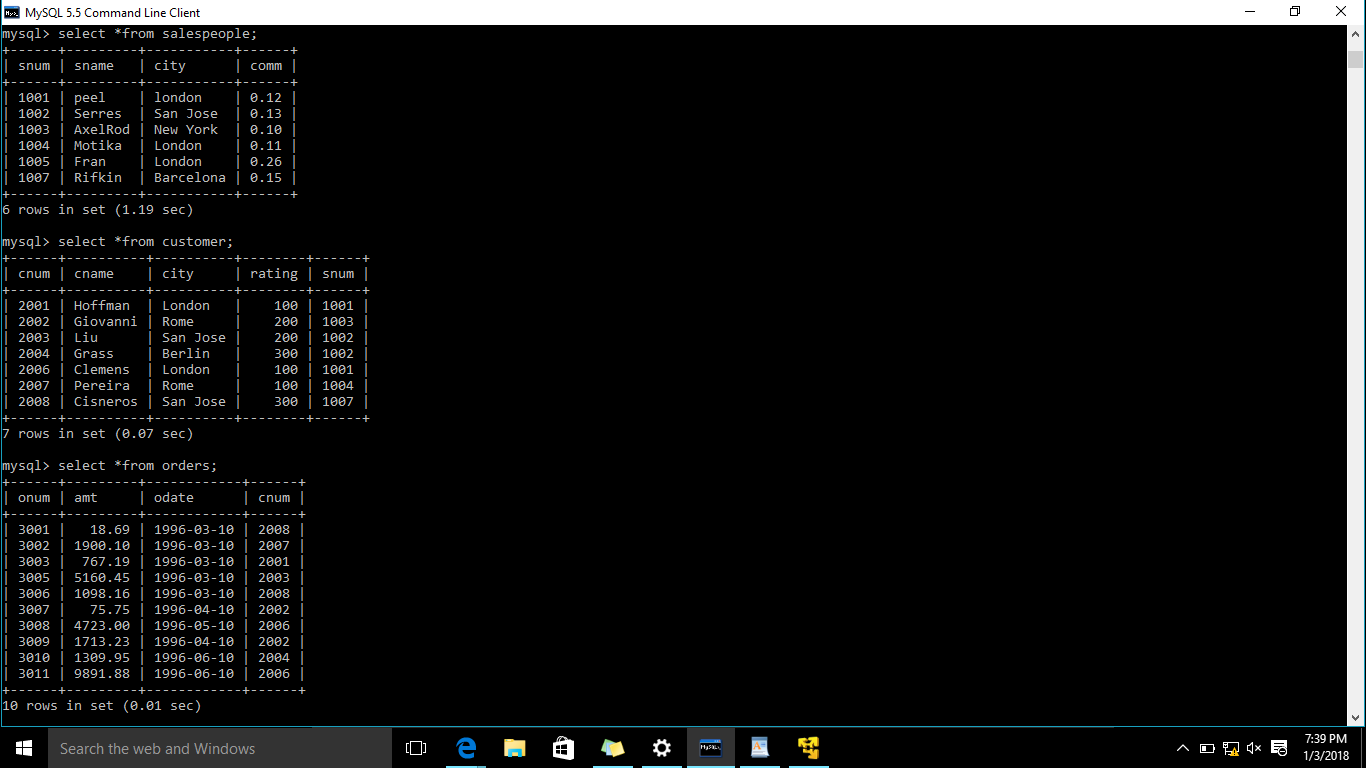 MySQL 5.5 Command Line Client
mysql> select *from salespeople;
+------+---------+-----------+------+
| snum | sname   | city      | comm |
+------+---------+-----------+------+
| 1001 | peel    | london    | 0.12 |
| 1002 | Serres  | San Jose  | 0.13 |
| 1003 | AxelRod | New York  | 0.10 |
| 1004 | Motika  | London    | 0.11 |
| 1005 | Fran    | London    | 0.26 |
| 1007 | Rifkin  | Barcelona | 0.15 |
+------+---------+-----------+------+
6 rows in set (1.19 sec)
mysql> select *from customer;
+------+----------+----------+--------+------+
| cnum | cname    | city     | rating | snum |
+------+----------+----------+--------+------+
| 2001 | Hoffman  | London   |    100 | 1001 |
| 2002 | Giovanni | Rome     |    200 | 1003 |
| 2003 | Liu      | San Jose |    200 | 1002 |
| 2004 | Grass    | Berlin   |    300 | 1002 |
| 2006 | Clemens  | London   |    100 | 1001 |
| 2007 | Pereira  | Rome     |    100 | 1004 |
| 2008 | Cisneros | San Jose |    300 | 1007 |
+------+----------+----------+--------+------+
7 rows in set (0.07 sec)
mysql> select *from orders;
+------+---------+------------+------+
| onum | amt     | odate      | cnum |
+------+---------+------------+------+
| 3001 |   18.69 | 1996-03-10 | 2008 |
| 3002 | 1900.10 | 1996-03-10 | 2007 |
| 3003 |  767.19 | 1996-03-10 | 2001 |
| 3005 | 5160.45 | 1996-03-10 | 2003 |
| 3006 | 1098.16 | 1996-03-10 | 2008 |
| 3007 |   75.75 | 1996-04-10 | 2002 |
| 3008 | 4723.00 | 1996-05-10 | 2006 |
| 3009 | 1713.23 | 1996-04-10 | 2002 |
| 3010 | 1309.95 | 1996-06-10 | 2004 |
| 3011 | 9891.88 | 1996-06-10 | 2006 |
+------+---------+------------+------+
10 rows in set (0.01 sec)
Search the web and Windows
7:39 PM
1/3/2018